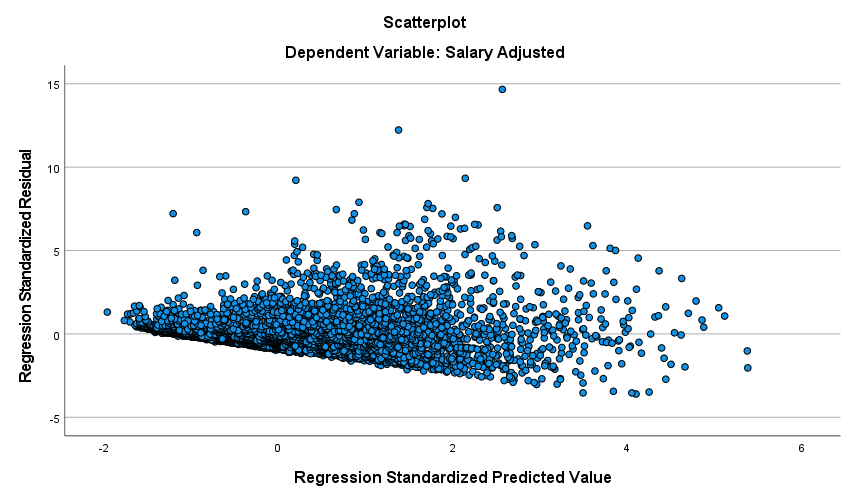 Scatterplot
Dependent Variable: Salary Adjusted
Regression Standardized Residual
15
10
5
0
-5
-2
0
2
4
6
Regression Standardized Predicted Value